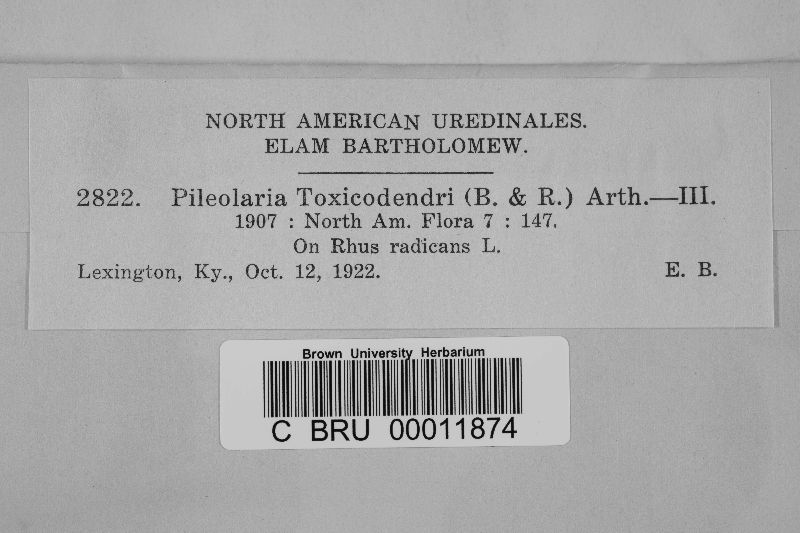 NORTH AMERICAN UREDINALES.
ELAM BARTHOLOMEW.
2822. Pileolaria Toxicodendri (B. & R.) Arth.—III.
1907 : North Am. Flora 7 : 147.
On Rhus radicans L.
Lexington, Ky., Oct. 12, 1922. E. B.
Brown University Herbarium
C BRU 00011874